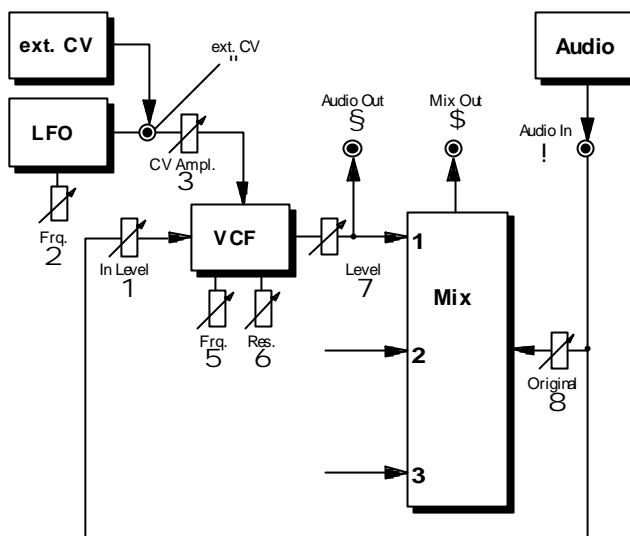 ext. CV
ext. CV
"
Audio
LFO
CV Ampl.
3
Audio Out
§
Mix Out
$
Audio In
!
Frq.
2
In Level
1
VCF
Frq.
5
Res.
6
Level
7
1
Mix
2
3
Original
8